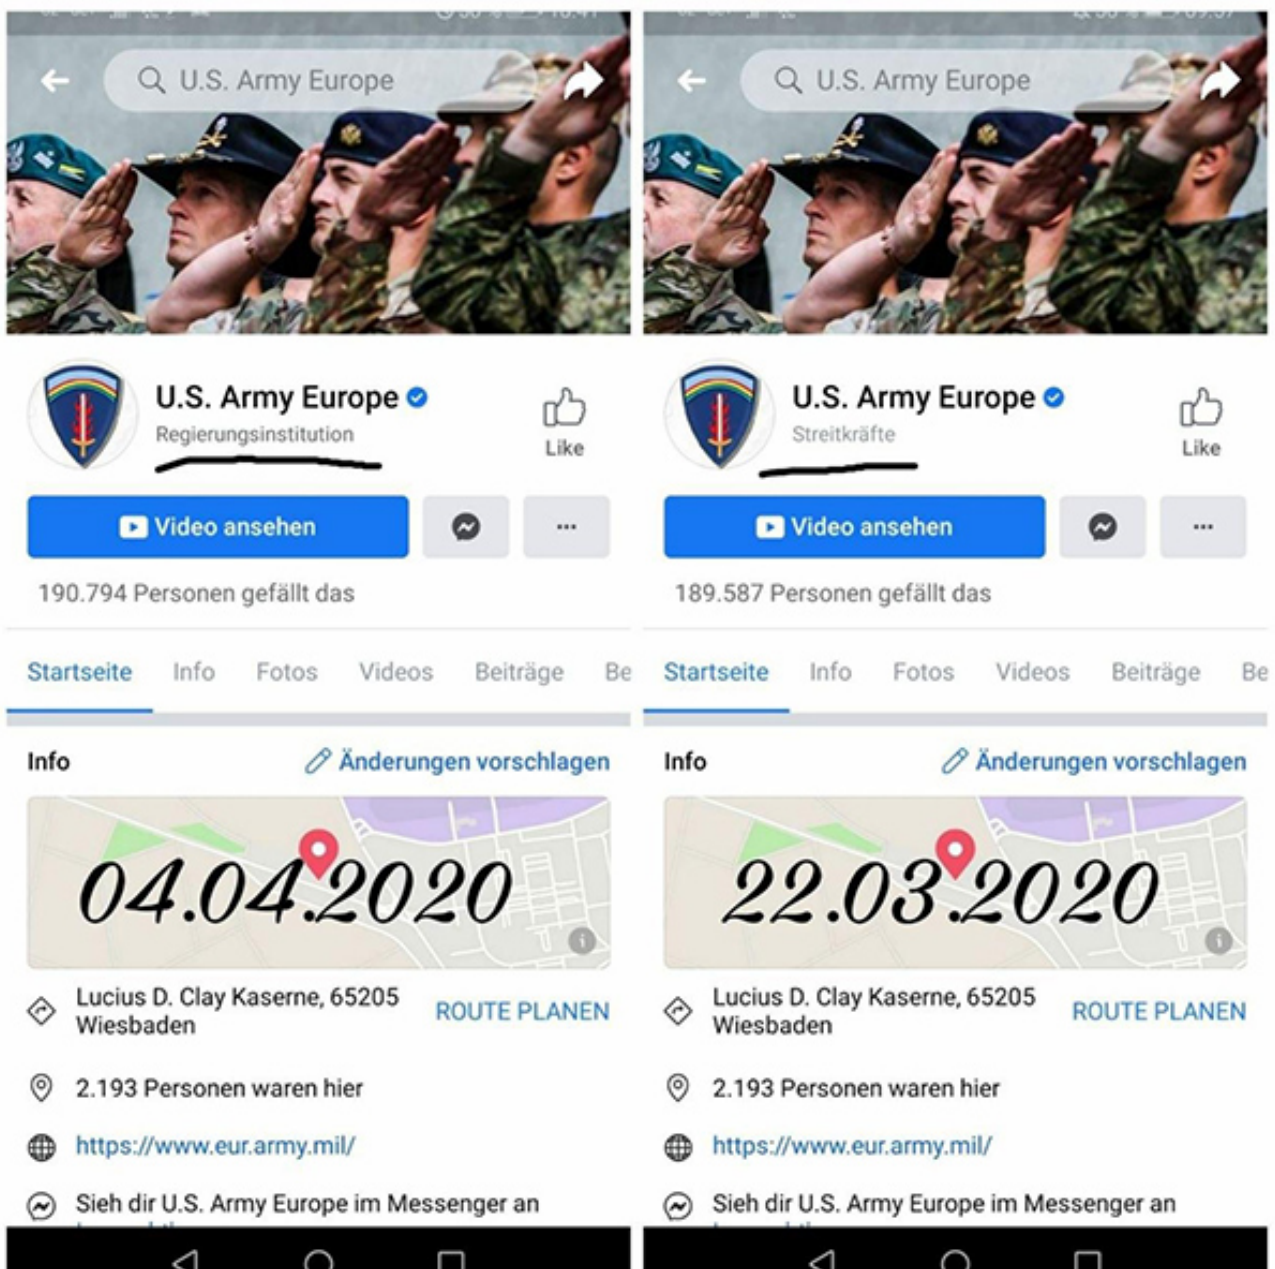 U.S. Army Europe
U.S. Army Europe
Regierungsinstitution
Like
Video ansehen
190.794 Personen gefällt das
Startseite Info Fotos Videos Beiträge Be
Info Änderungen vorschlagen
04.04.2020
Lucius D. Clay Kaserne, 65205
Wiesbaden
ROUTE PLANEN
2.193 Personen waren hier
https://www.eur.army.mil/
Sieh dir U.S. Army Europe im Messenger an
U.S. Army Europe
U.S. Army Europe
Streitkräfte
Like
Video ansehen
189.587 Personen gefällt das
Startseite Info Fotos Videos Beiträge Be
Info Änderungen vorschlagen
22.03.2020
Lucius D. Clay Kaserne, 65205
Wiesbaden
ROUTE PLANEN
2.193 Personen waren hier
https://www.eur.army.mil/
Sieh dir U.S. Army Europe im Messenger an